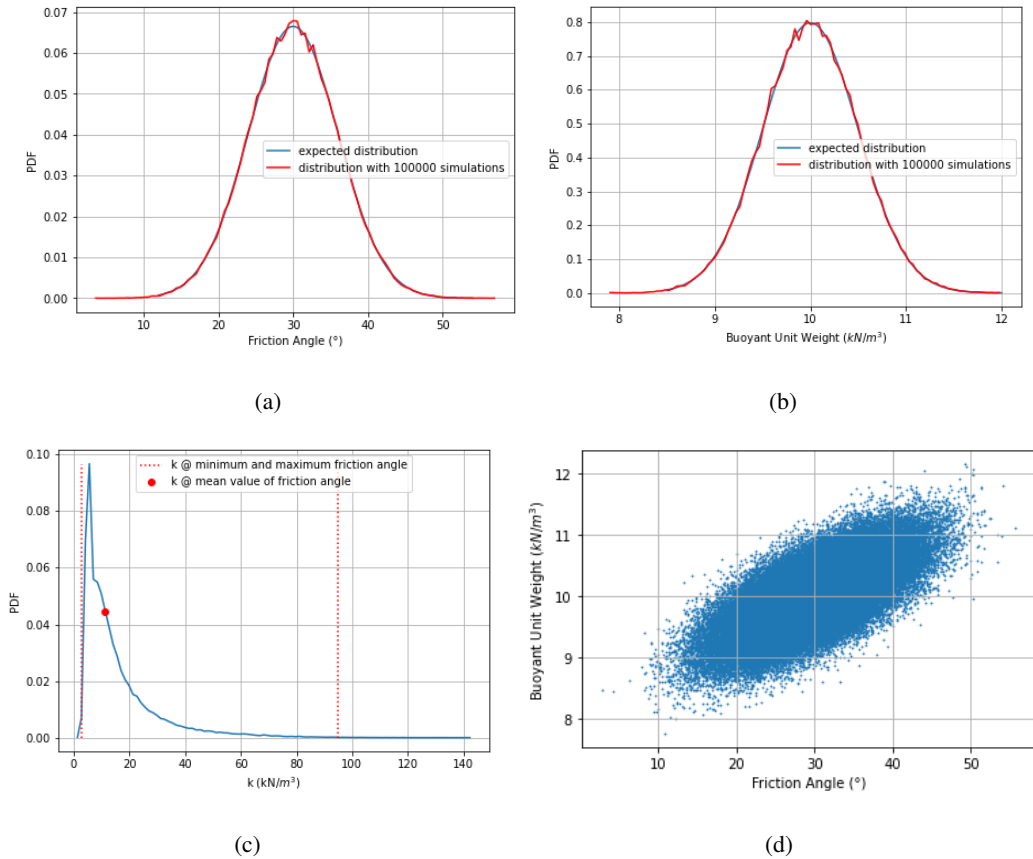 0.07
0.06
0.05
0.04
0.03
0.02
0.01
0.00
PDF
expected distribution
distribution with 100000 simulations
10 20 30 40 50
Friction Angle (°)
(a)
0.8
0.7
0.6
0.5
0.4
0.3
0.2
0.1
0.0
PDF
expected distribution
distribution with 100000 simulations
8 9 10 11 12
Buoyant Unit Weight (kN/m³)
(b)
0.10
0.08
0.06
0.04
0.02
0.00
PDF
k @ minimum and maximum friction angle
k @ mean value of friction angle
0 20 40 60 80 100 120 140
k (kN/m³)
(c)
12
11
10
9
8
Buoyant Unit Weight (kN/m³)
10 20 30 40 50
Friction Angle (°)
(d)